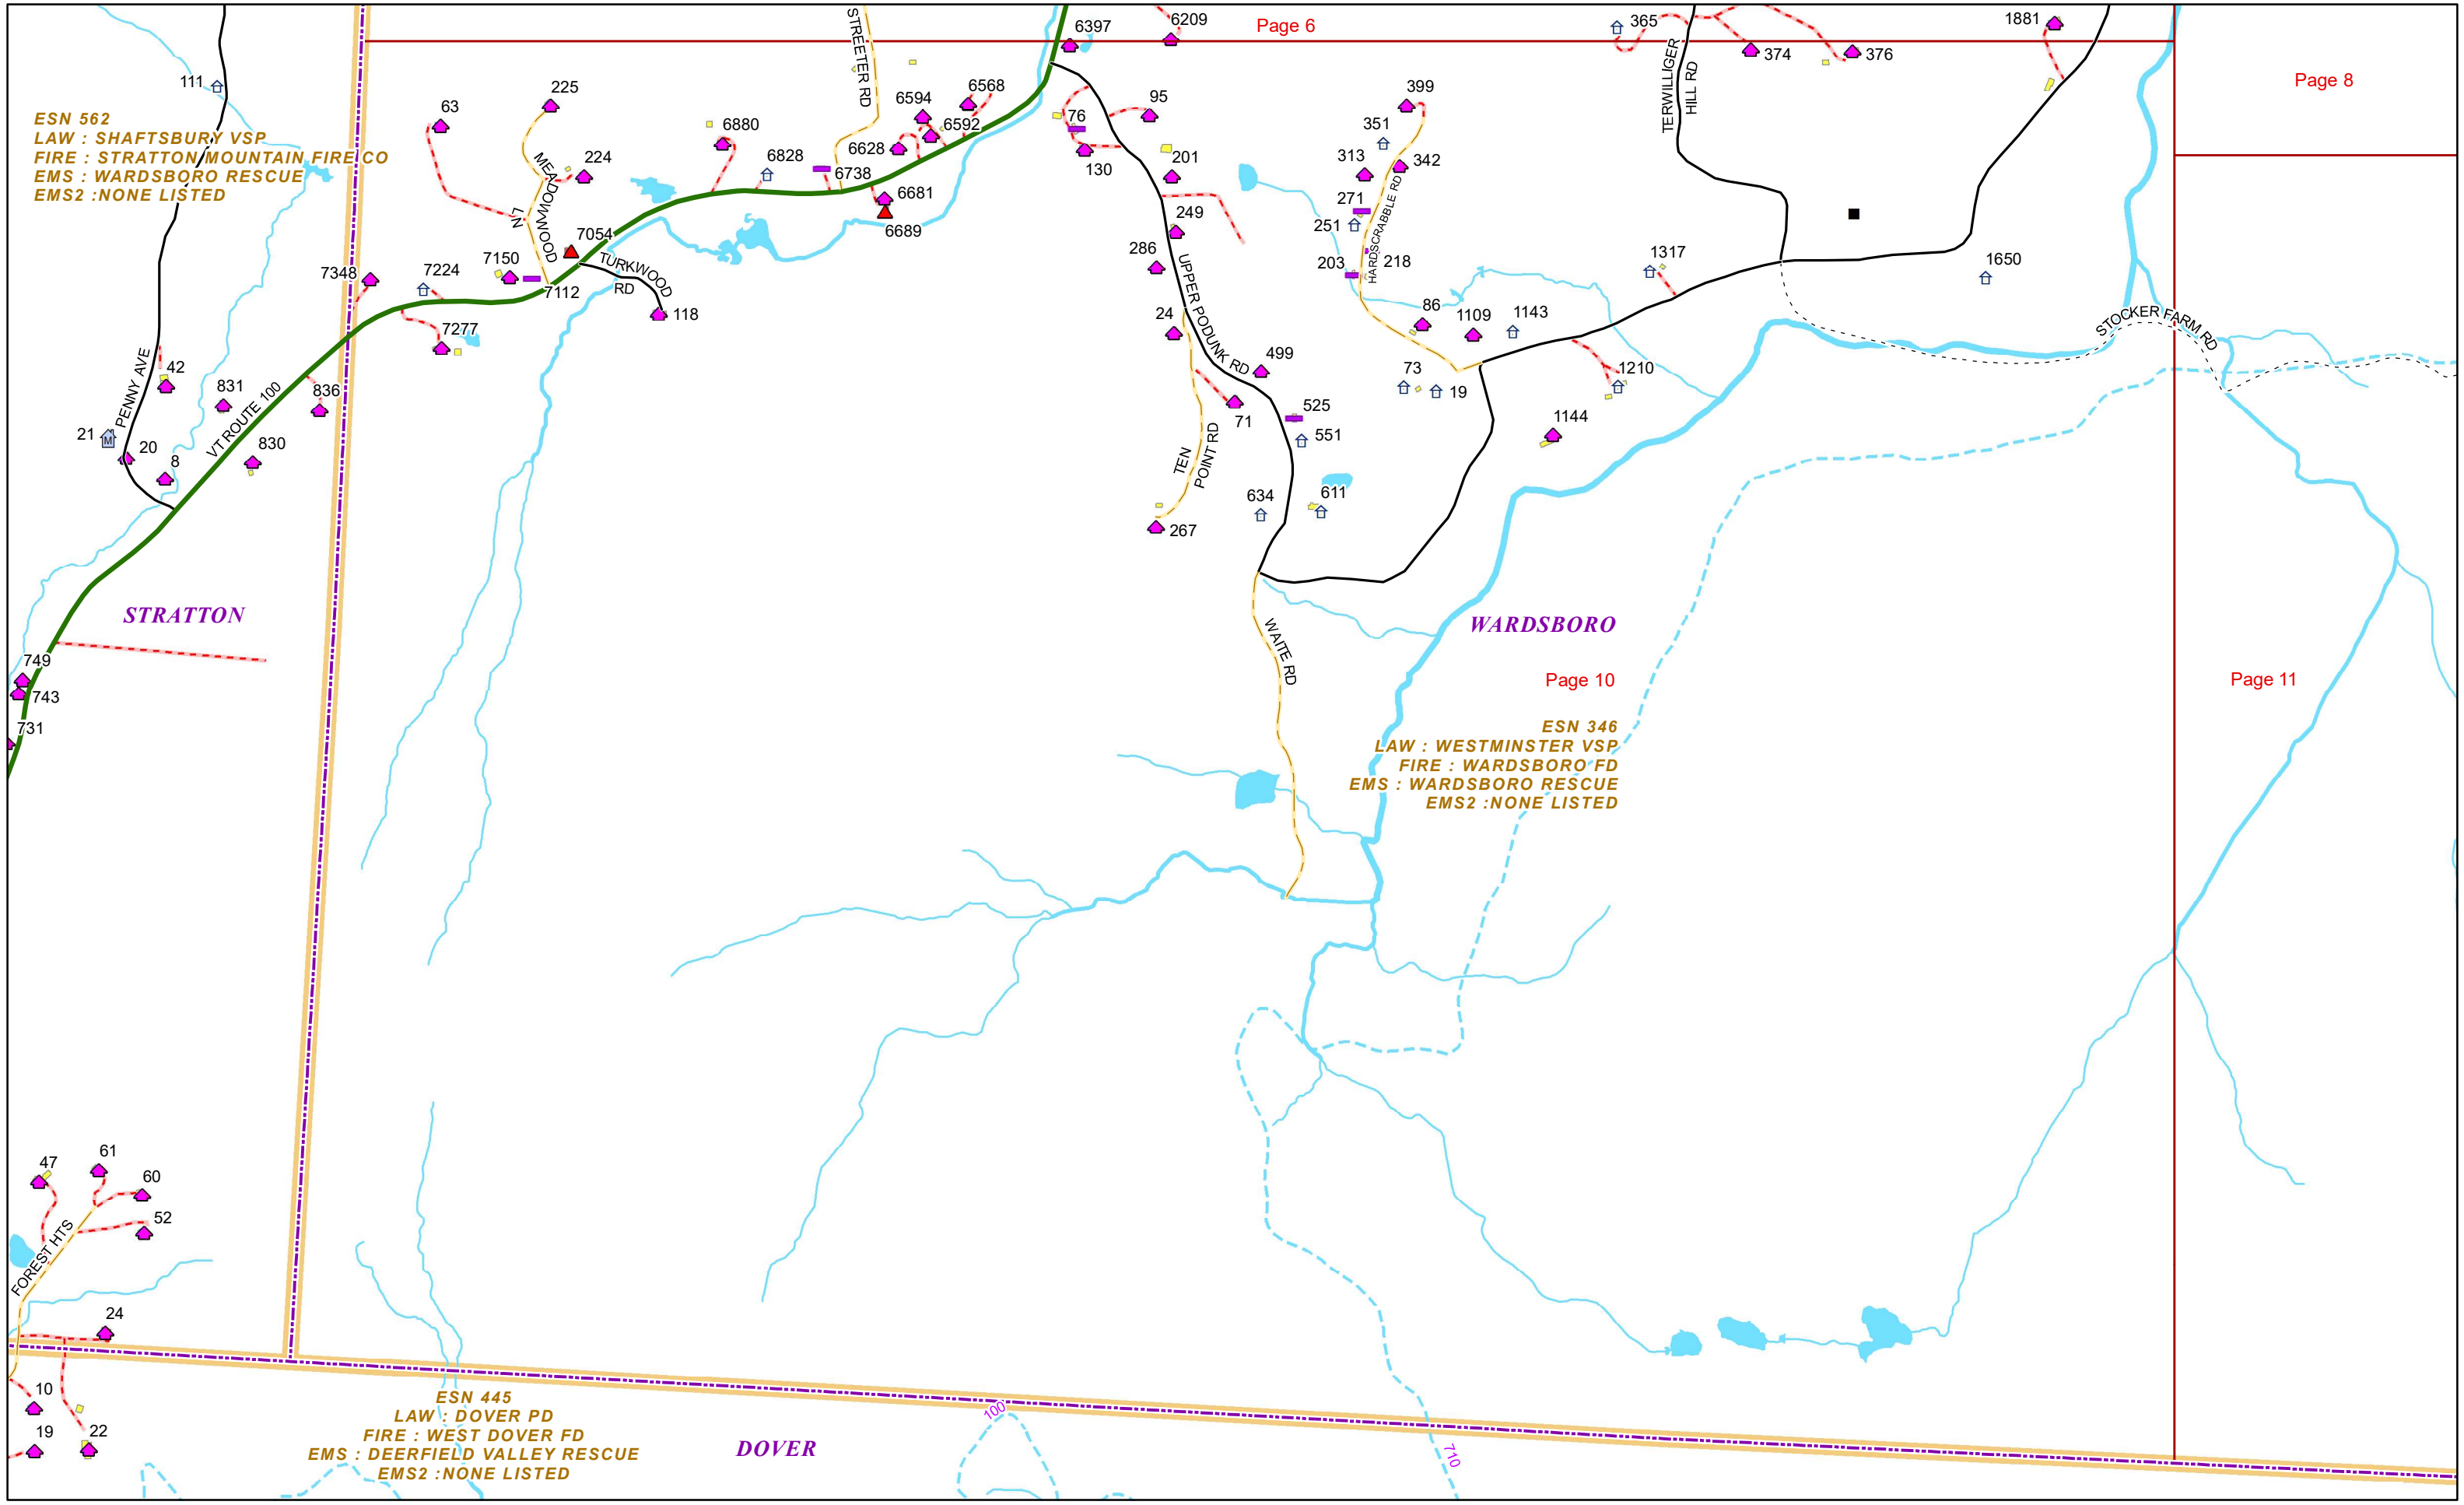 Page 6
6397
6209
365
1881
STREETER RD
TERWILLIGER
HILL RD
374
376
Page 8
111
ESN 562
LAW : SHAFTSBURY VSP
FIRE : STRATTON MOUNTAIN FIRE CO
EMS : WARDSBORO RESCUE
EMS2 :NONE LISTED
63
225
224
MEADOWWOOD
LN
6880
6828
6738
6594
6568
6592
6628
6681
6689
76
95
130
201
399
351
313
342
271
251
HARDSCRABBLE RD
203
218
249
286
UPPER PODUNK RD
7054
7150
7112
TURKWOOD
RD
118
7348
7224
7277
1317
1650
STOCKER FARM RD
24
86
1109
1143
499
73
19
1210
71
525
551
1144
TEN
POINT RD
634
611
267
PENNY AVE
42
831
836
VT ROUTE 100
21
20
8
830
STRATTON
WARDSBORO
WAITE RD
749
743
731
Page 10
Page 11
ESN 346
LAW : WESTMINSTER VSP
FIRE : WARDSBORO FD
EMS : WARDSBORO RESCUE
EMS2 :NONE LISTED
47
61
60
52
FOREST HTS
24
10
19
22
ESN 445
LAW : DOVER PD
FIRE : WEST DOVER FD
EMS : DEERFIELD VALLEY RESCUE
EMS2 :NONE LISTED
DOVER
100
710
M